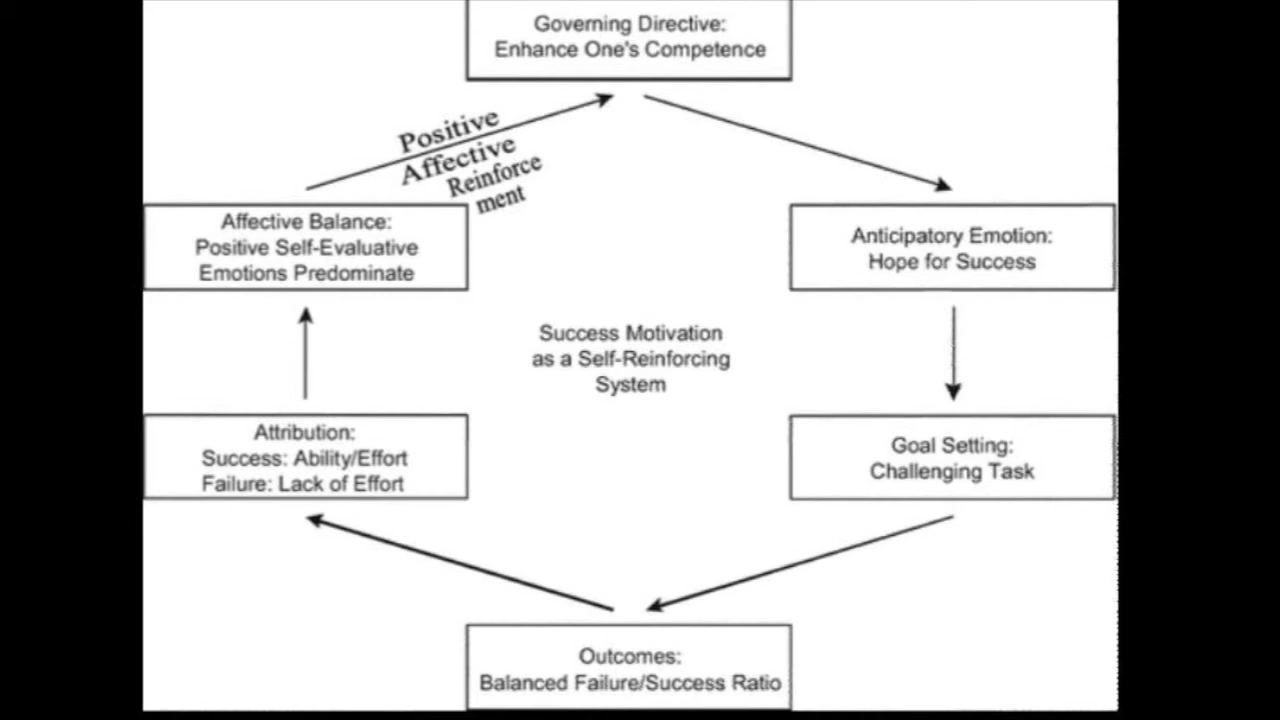 Governing Directive:
Enhance One's Competence
Positive
Affective
Reinforce
ment
Affective Balance:
Positive Self-Evaluative
Emotions Predominate
Anticipatory Emotion:
Hope for Success
Success Motivation
as a Self-Reinforcing
System
Attribution:
Success: Ability/Effort
Failure: Lack of Effort
Goal Setting:
Challenging Task
Outcomes:
Balanced Failure/Success Ratio